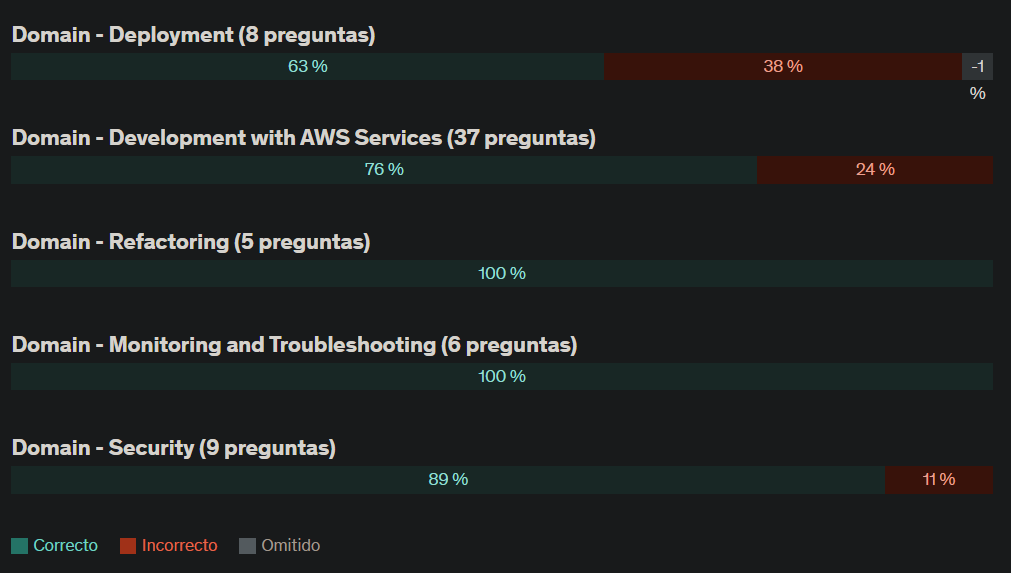 Domain - Deployment (8 preguntas)
63 % 38 % -1 %
Domain - Development with AWS Services (37 preguntas)
76 % 24 %
Domain - Refactoring (5 preguntas)
100 %
Domain - Monitoring and Troubleshooting (6 preguntas)
100 %
Domain - Security (9 preguntas)
89 % 11 %
Correcto Incorrecto Omitido